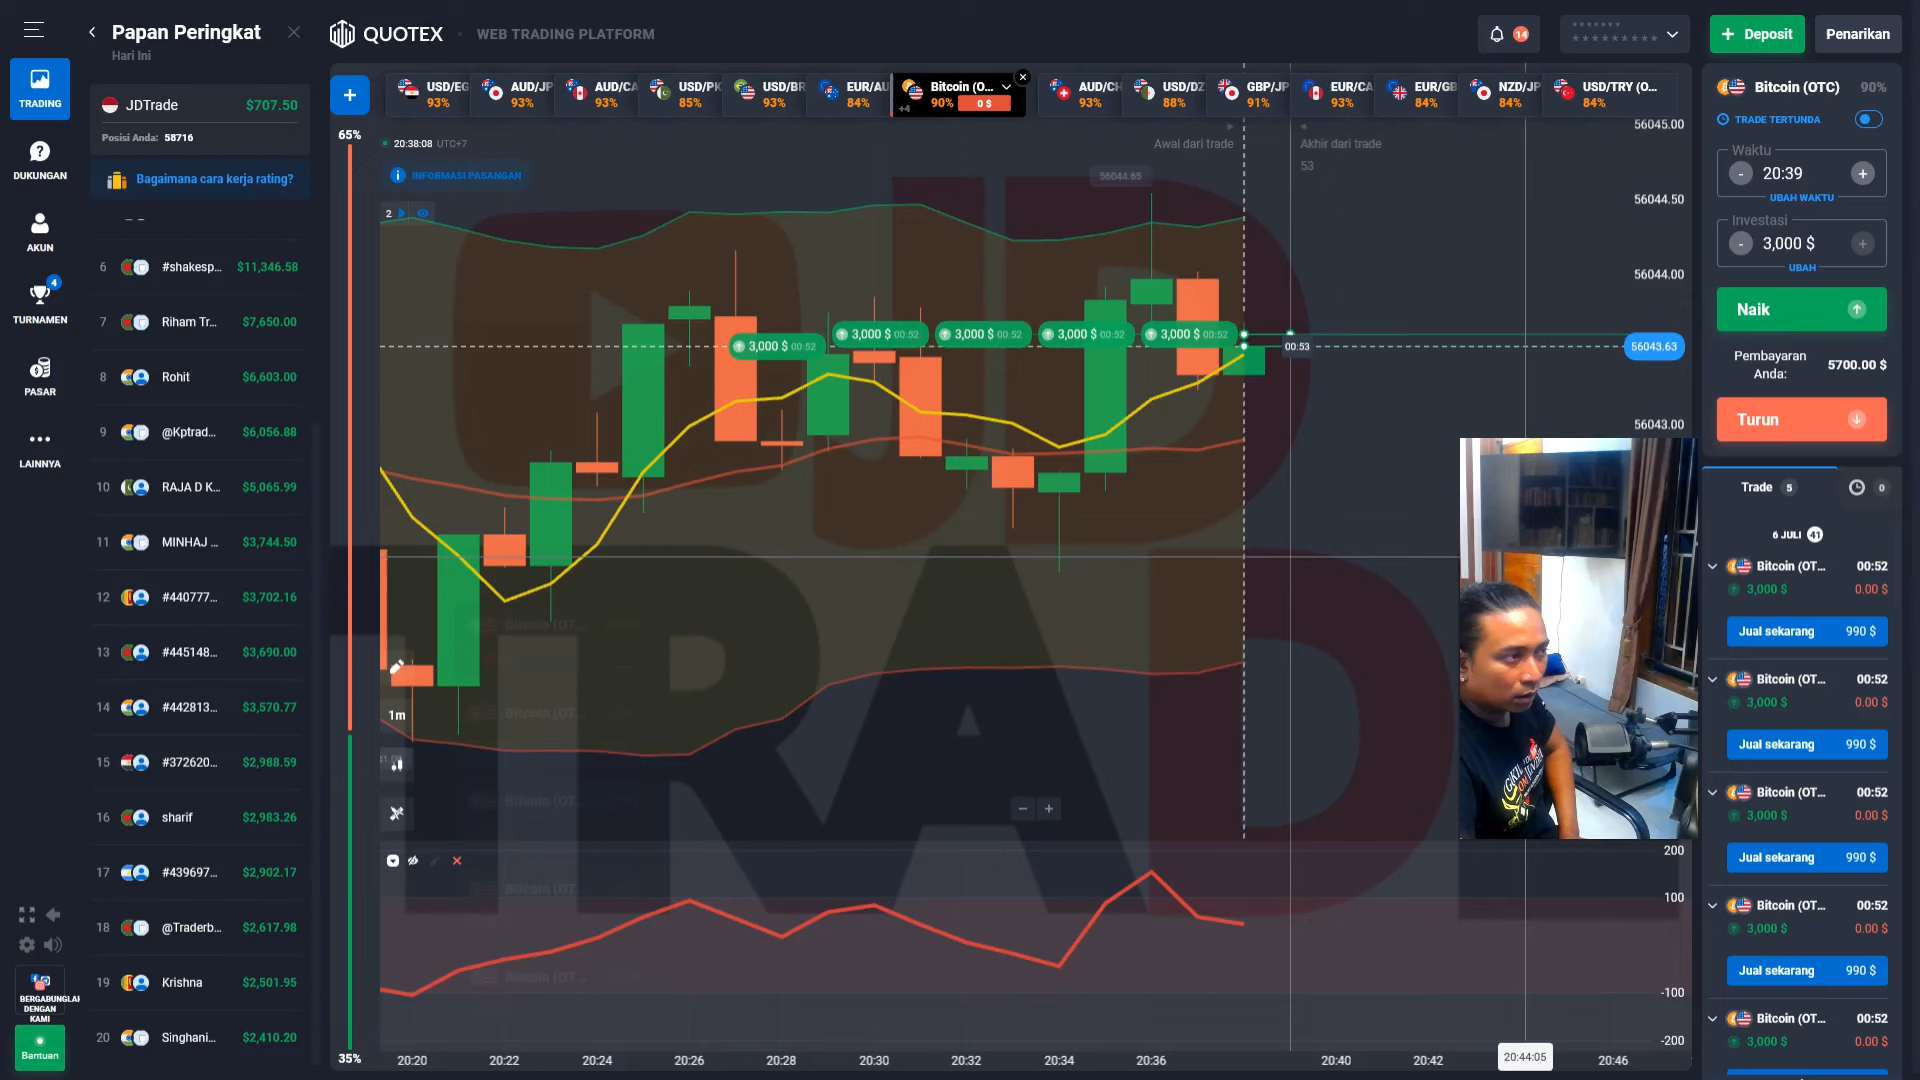 Papan Peringkat
Hari Ini
QUOTEX
WEB TRADING PLATFORM
14
*******
*********
+ Deposit
Penarikan
TRADING
JDTrade $707.50
Posisi Anda: 58716
Bagaimana cara kerja rating?
DUKUNGAN
AKUN
4
TURNAMEN
PASAR
LAINNYA
BERGABUNGLAH
DENGAN
KAMI
Bantuan
6 #shakesp... $11,346.58
7 Riham Tr... $7,650.00
8 Rohit $6,603.00
9 @Kptrad... $6,056.88
10 RAJA D K... $5,065.99
11 MINHAJ ... $3,744.50
12 #440777... $3,702.16
13 #445148... $3,690.00
14 #442813... $3,570.77
15 #372620... $2,988.59
16 sharif $2,983.26
17 #439697... $2,902.17
18 @Traderb... $2,617.98
19 Krishna $2,501.95
20 Singhani... $2,410.20
+
USD/EG
93%
AUD/JP
93%
AUD/CA
93%
USD/PK
85%
USD/BR
93%
EUR/AU
84%
Bitcoin (O...
+4 90% 0 $
AUD/CH
93%
USD/DZ
88%
GBP/JP
91%
EUR/CA
93%
EUR/GB
84%
NZD/JP
84%
USD/TRY (O...
84%
65%
35%
20:38:08 UTC+7
INFORMASI PASANGAN
2
Awal dari trade
Akhir dari trade
53
56044.65
3,000 $ 00:52
3,000 $ 00:52
3,000 $ 00:52
3,000 $ 00:52
3,000 $ 00:52
00:53
56045.00
56044.50
56044.00
56043.63
56043.00
1m
JD
TRAD
200
100
-100
-200
20:20 20:22 20:24 20:26 20:28 20:30 20:32 20:34 20:36 20:40 20:42 20:44:05 20:46
Bitcoin (OTC) 90%
TRADE TERTUNDA
Waktu
- 20:39 +
UBAH WAKTU
Investasi
- 3,000 $ +
UBAH
Naik
Pembayaran
Anda: 5700.00 $
Turun
Trade 5 0
6 JULI 41
Bitcoin (OT... 00:52
3,000 $ 0.00 $
Jual sekarang 990 $
Bitcoin (OT... 00:52
3,000 $ 0.00 $
Jual sekarang 990 $
Bitcoin (OT... 00:52
3,000 $ 0.00 $
Jual sekarang 990 $
Bitcoin (OT... 00:52
3,000 $ 0.00 $
Jual sekarang 990 $
Bitcoin (OT... 00:52
3,000 $ 0.00 $